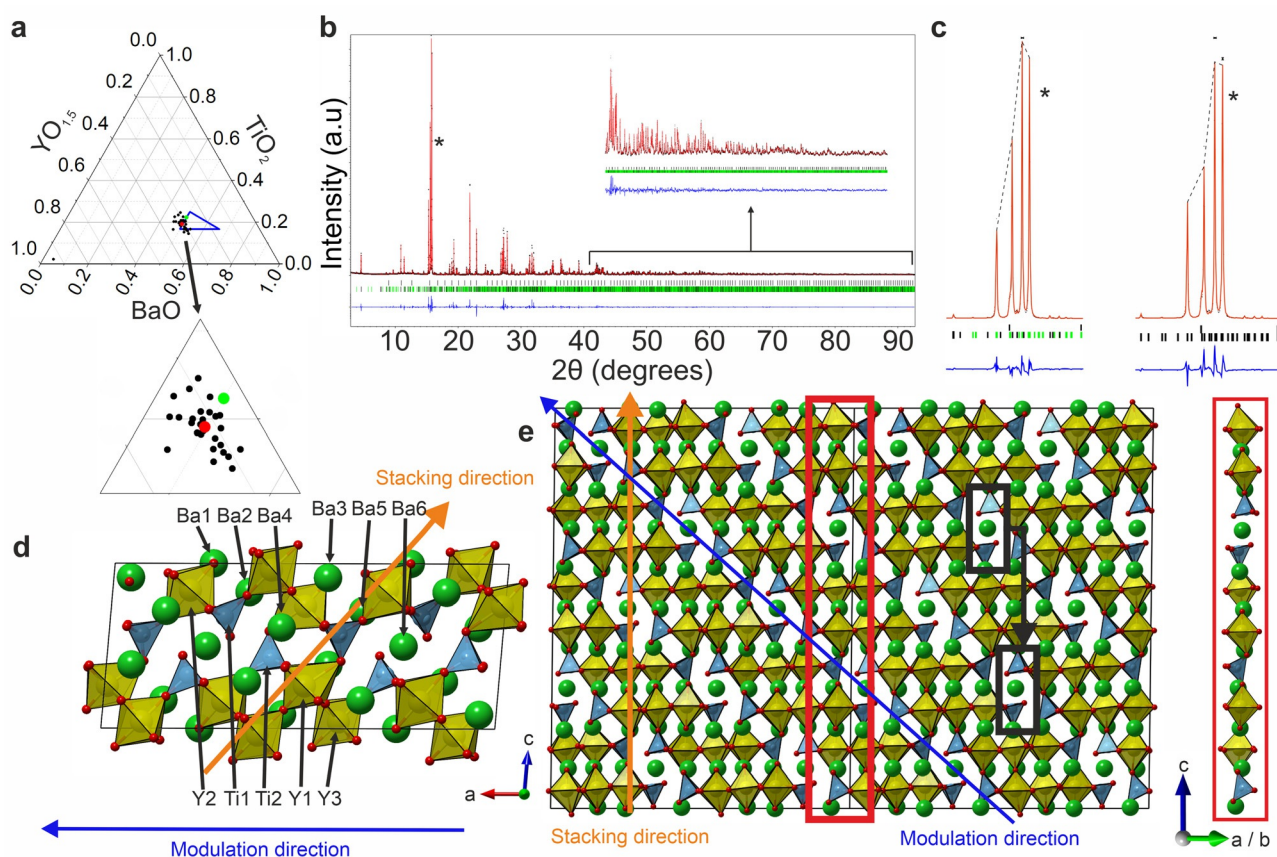 a
0.0
1.0
0.2
0.8
0.4
0.6
0.6
0.4
0.8
0.2
1.0
0.0
YO1.5
TiO2
0.0
0.2
0.4
0.6
0.8
1.0
BaO
b
Intensity (a.u)
*
10 20 30 40 50 60 70 80 90
2θ (degrees)
c
*
*
d
Stacking direction
Ba1 Ba2 Ba4 Ba3 Ba5 Ba6
Y2 Ti1 Ti2 Y1 Y3
c
a
Modulation direction
e
Stacking direction
Modulation direction
c
a / b